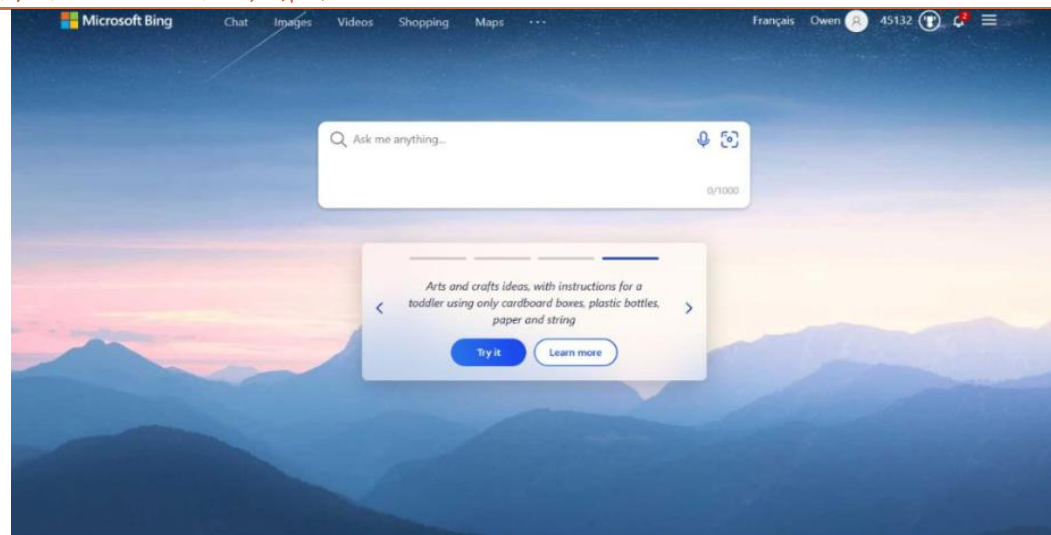 Microsoft Bing Chat Images Videos Shopping Maps ... Français Owen 45132 2
Ask me anything...
0/1000
Arts and crafts ideas, with instructions for a
toddler using only cardboard boxes, plastic bottles,
paper and string
Try it Learn more